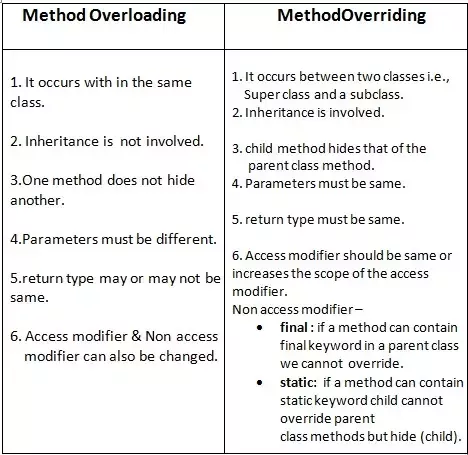 Method Overloading
1. It occurs with in the same
class.
2. Inheritance is  not involved.
3.One method does not hide
another.
4.Parameters must be different.
5.return type may or may not be
same.
6. Access modifier & Non access
modifier can also be changed.
MethodOverriding
1. It occurs between two classes i.e.,
Super class and a subclass.
2. Inheritance is involved.
3. child method hides that of the
parent class method.
4. Parameters must be same.
5. return type must be same.
6. Access modifier should be same or
increases the scope of the access
modifier.
Non access modifier –
• final : if a method can contain
final keyword in a parent class
we cannot  override.
• static:  if a method can contain
static keyword child cannot
override parent
class methods but hide (child).